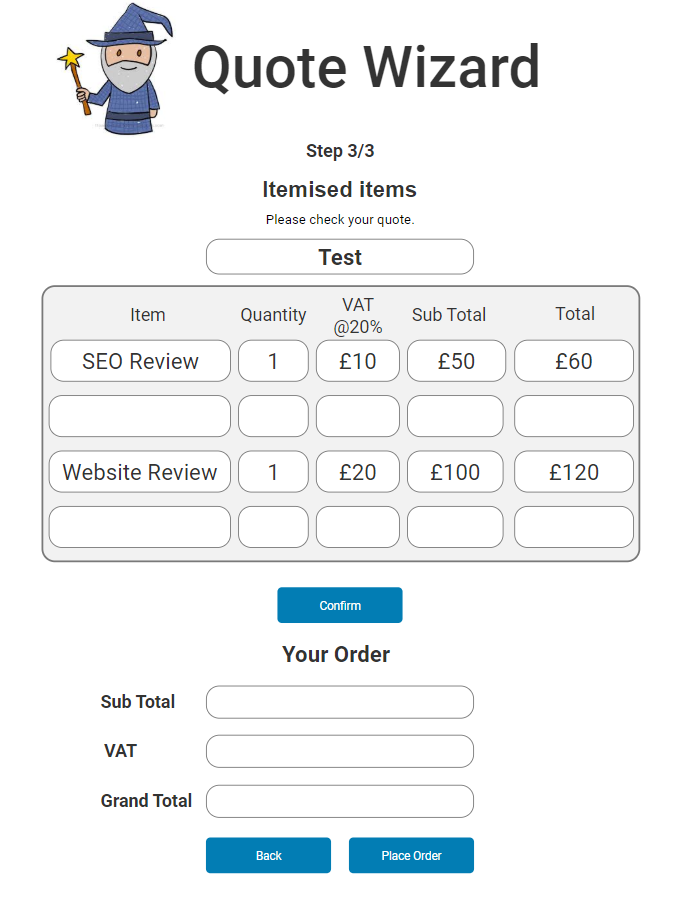 Quote Wizard
Step 3/3
Itemised items
Please check your quote.
Test
Item Quantity VAT @20% Sub Total Total
SEO Review 1 £10 £50 £60
Website Review 1 £20 £100 £120
Confirm
Your Order
Sub Total
VAT
Grand Total
Back Place Order